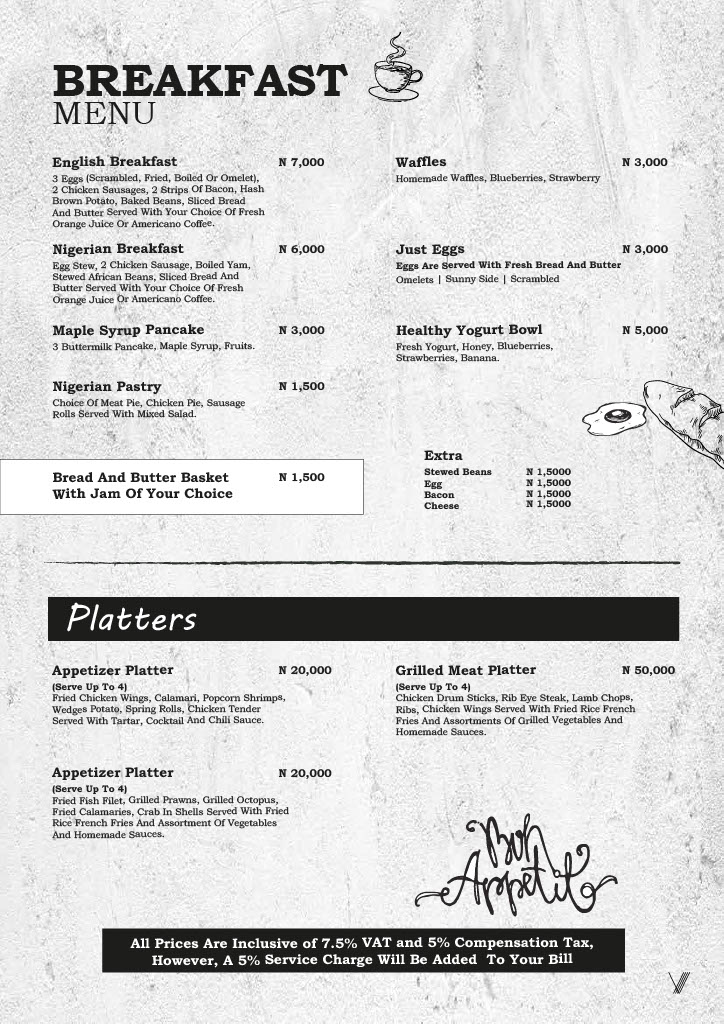 BREAKFAST
MENU
English Breakfast N 7,000
3 Eggs (Scrambled, Fried, Boiled Or Omelet),
2 Chicken Sausages, 2 Strips Of Bacon, Hash
Brown Potato, Baked Beans, Sliced Bread
And Butter Served With Your Choice Of Fresh
Orange Juice Or Americano Coffee.
Nigerian Breakfast N 6,000
Egg Stew, 2 Chicken Sausage, Boiled Yam,
Stewed African Beans, Sliced Bread And
Butter Served With Your Choice Of Fresh
Orange Juice Or Americano Coffee.
Maple Syrup Pancake N 3,000
3 Buttermilk Pancake, Maple Syrup, Fruits.
Nigerian Pastry N 1,500
Choice Of Meat Pie, Chicken Pie, Sausage
Rolls Served With Mixed Salad.
Bread And Butter Basket N 1,500
With Jam Of Your Choice
Waffles N 3,000
Homemade Waffles, Blueberries, Strawberry
Just Eggs N 3,000
Eggs Are Served With Fresh Bread And Butter
Omelets | Sunny Side | Scrambled
Healthy Yogurt Bowl N 5,000
Fresh Yogurt, Honey, Blueberries,
Strawberries, Banana.
Extra
Stewed Beans N 1,5000
Egg N 1,5000
Bacon N 1,5000
Cheese N 1,5000
Platters
Appetizer Platter N 20,000
(Serve Up To 4)
Fried Chicken Wings, Calamari, Popcorn Shrimps,
Wedges Potato, Spring Rolls, Chicken Tender
Served With Tartar, Cocktail And Chili Sauce.
Appetizer Platter N 20,000
(Serve Up To 4)
Fried Fish Filet, Grilled Prawns, Grilled Octopus,
Fried Calamaries, Crab In Shells Served With Fried
Rice French Fries And Assortment Of Vegetables
And Homemade Sauces.
Grilled Meat Platter N 50,000
(Serve Up To 4)
Chicken Drum Sticks, Rib Eye Steak, Lamb Chops,
Ribs, Chicken Wings Served With Fried Rice French
Fries And Assortments Of Grilled Vegetables And
Homemade Sauces.
Bon
Appetit
All Prices Are Inclusive of 7.5% VAT and 5% Compensation Tax,
However, A 5% Service Charge Will Be Added To Your Bill